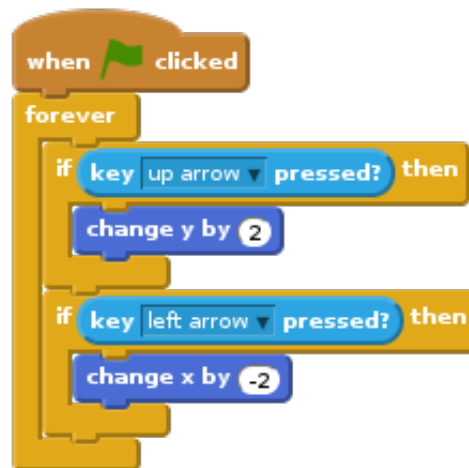 when clicked
forever
if key up arrow pressed? then
change y by 2
if key left arrow pressed? then
change x by -2